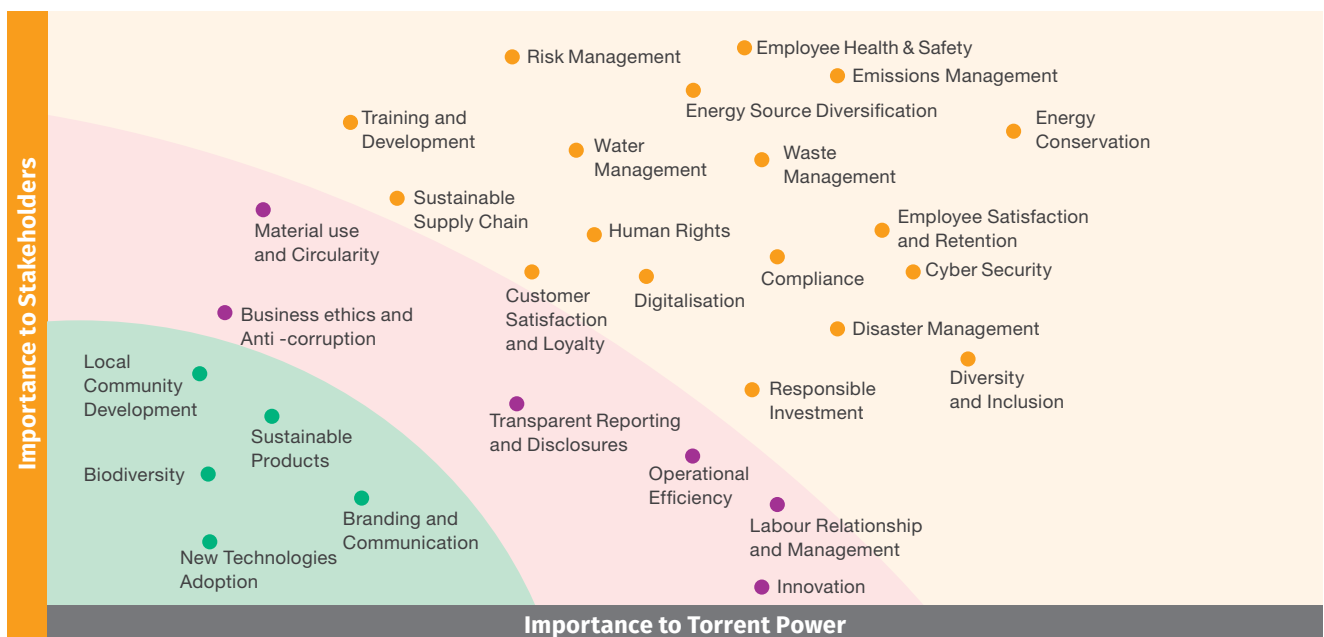 Importance to Stakeholders
Risk Management
Employee Health & Safety
Emissions Management
Energy Source Diversification
Training and
Development
Energy
Conservation
Water
Management
Waste
Management
Sustainable
Supply Chain
Material use
and Circularity
Human Rights
Employee Satisfaction
and Retention
Compliance
Cyber Security
Customer
Satisfaction
and Loyalty
Digitalisation
Business ethics and
Anti -corruption
Disaster Management
Local
Community
Development
Diversity
and Inclusion
Responsible
Investment
Transparent Reporting
and Disclosures
Sustainable
Products
Biodiversity
Operational
Efficiency
Branding and
Communication
Labour Relationship
and Management
New Technologies
Adoption
Innovation
Importance to Torrent Power